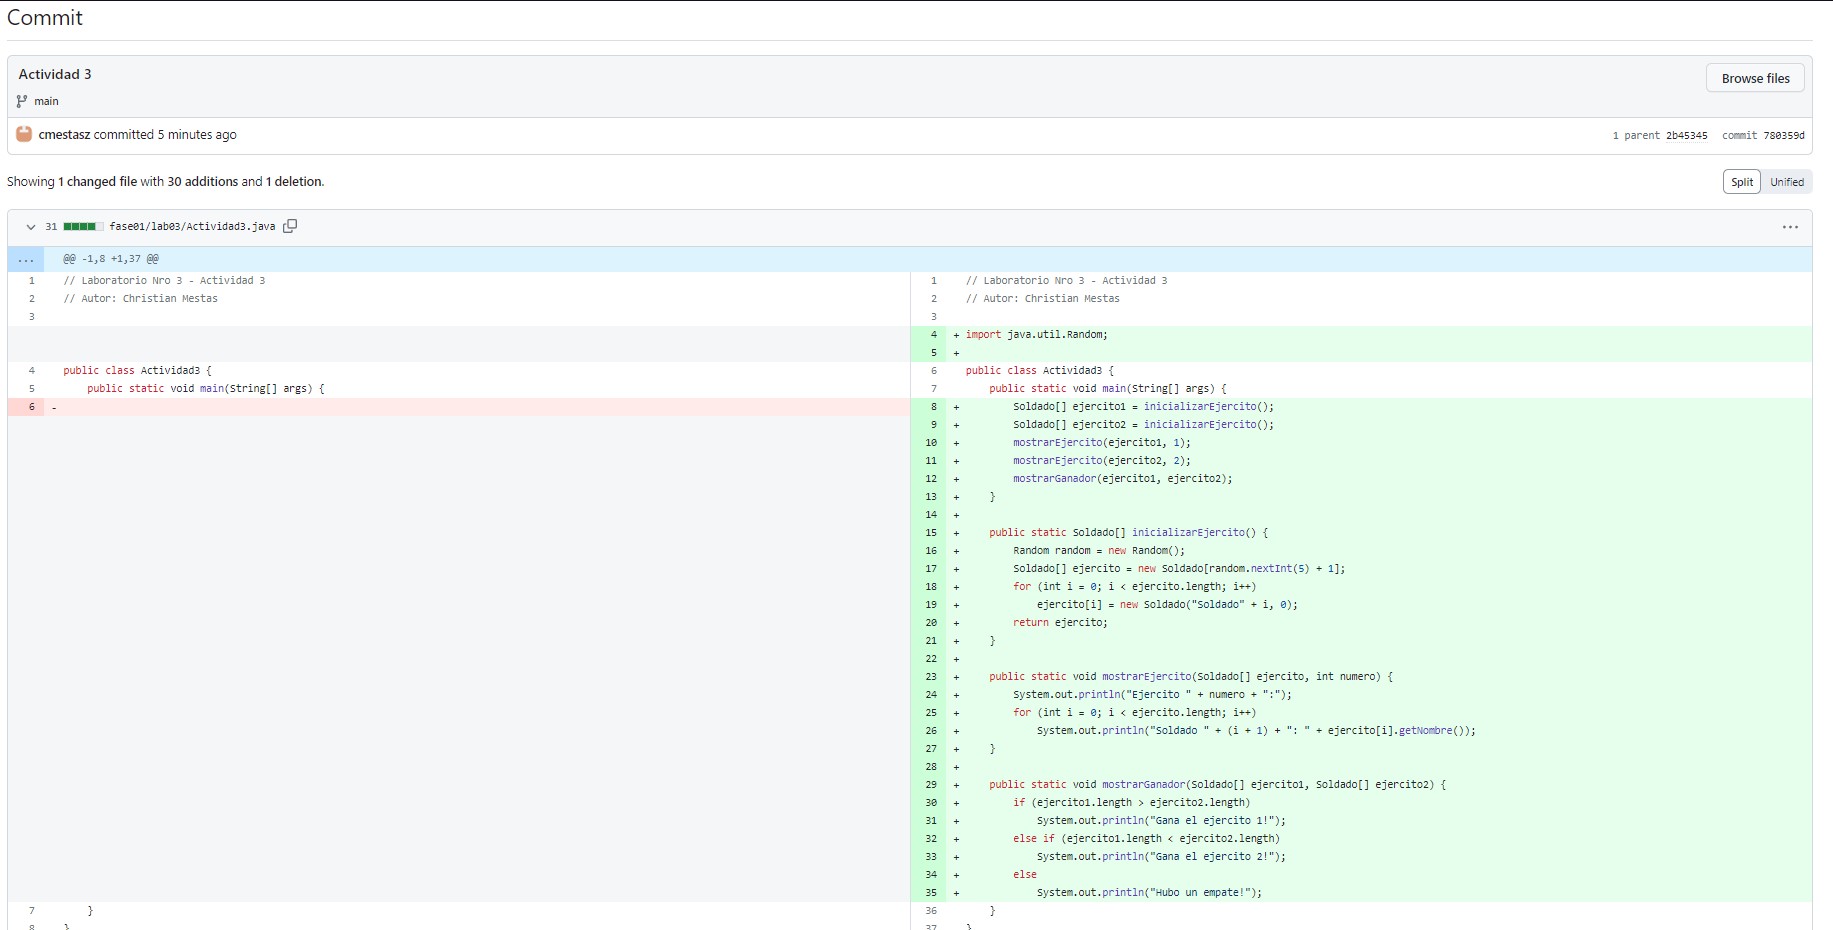 Commit
Actividad 3
Browse files
main
cmestasz committed 5 minutes ago
1 parent 2b45345 commit 780359d
Showing 1 changed file with 30 additions and 1 deletion.
Split Unified
31 fase01/lab03/Actividad3.java
... @@ -1,8 +1,37 @@
1 // Laboratorio Nro 3 - Actividad 3
2 // Autor: Christian Mestas
3
4 public class Actividad3 {
5 public static void main(String[] args) {
6 -
7 }
8 }
1 // Laboratorio Nro 3 - Actividad 3
2 // Autor: Christian Mestas
3
4 + import java.util.Random;
5 +
6 public class Actividad3 {
7 public static void main(String[] args) {
8 + Soldado[] ejercito1 = inicializarEjercito();
9 + Soldado[] ejercito2 = inicializarEjercito();
10 + mostrarEjercito(ejercito1, 1);
11 + mostrarEjercito(ejercito2, 2);
12 + mostrarGanador(ejercito1, ejercito2);
13 + }
14 +
15 + public static Soldado[] inicializarEjercito() {
16 + Random random = new Random();
17 + Soldado[] ejercito = new Soldado[random.nextInt(5) + 1];
18 + for (int i = 0; i < ejercito.length; i++)
19 + ejercito[i] = new Soldado("Soldado" + i, 0);
20 + return ejercito;
21 + }
22 +
23 + public static void mostrarEjercito(Soldado[] ejercito, int numero) {
24 + System.out.println("Ejercito " + numero + ":");
25 + for (int i = 0; i < ejercito.length; i++)
26 + System.out.println("Soldado " + (i + 1) + ": " + ejercito[i].getNombre());
27 + }
28 +
29 + public static void mostrarGanador(Soldado[] ejercito1, Soldado[] ejercito2) {
30 + if (ejercito1.length > ejercito2.length)
31 + System.out.println("Gana el ejercito 1!");
32 + else if (ejercito1.length < ejercito2.length)
33 + System.out.println("Gana el ejercito 2!");
34 + else
35 + System.out.println("Hubo un empate!");
36 }
37 }